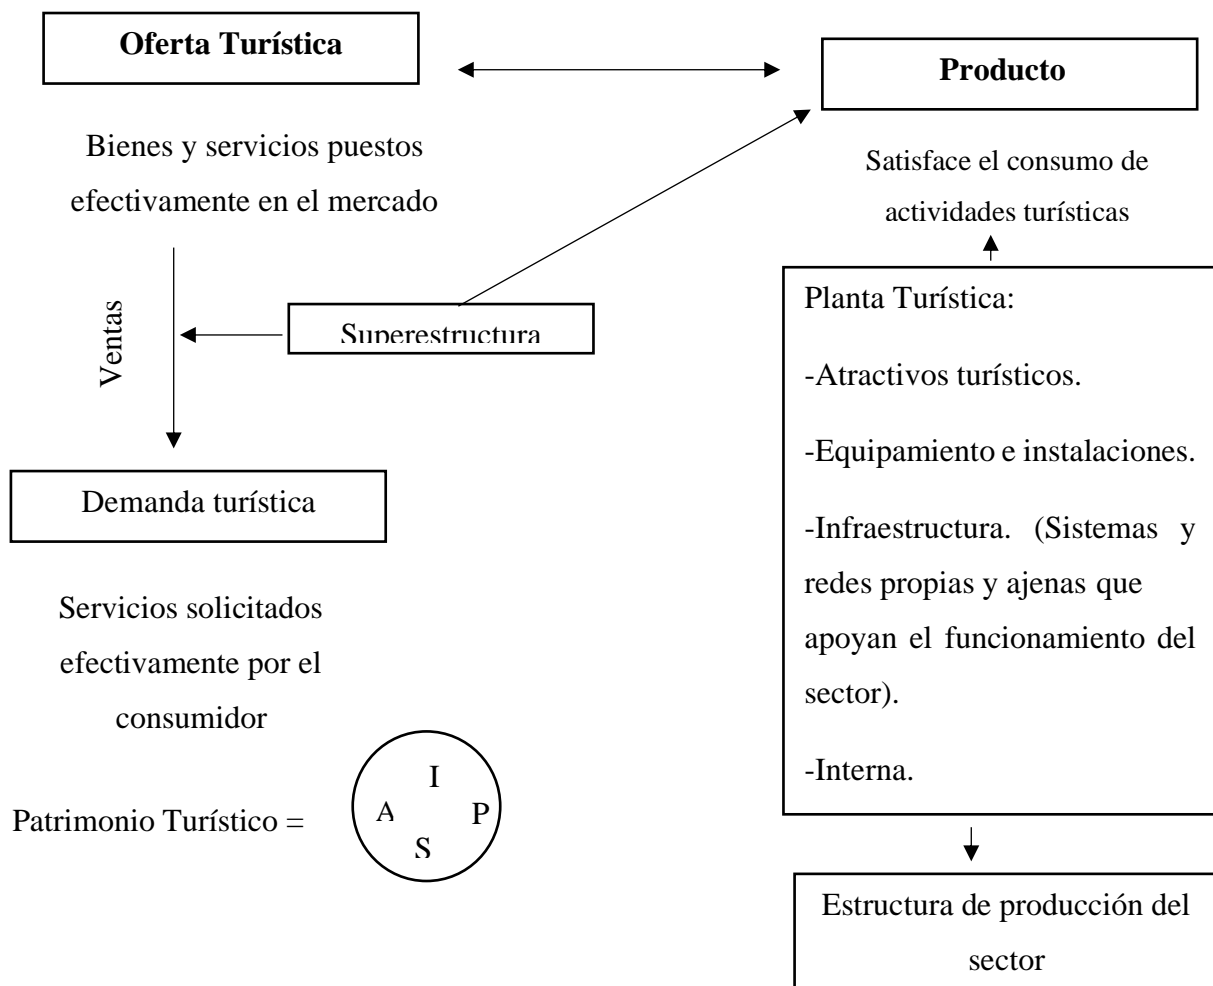 Oferta Turística
Bienes y servicios puestos
efectivamente en el mercado
Ventas
Superestructura
Demanda turística
Servicios solicitados
efectivamente por el
consumidor
Patrimonio Turístico =
I
A P
S
Producto
Satisface el consumo de
actividades turísticas
Planta Turística:
-Atractivos turísticos.
-Equipamiento e instalaciones.
-Infraestructura. (Sistemas y
redes propias y ajenas que
apoyan el funcionamiento del
sector).
-Interna.
Estructura de producción del
sector